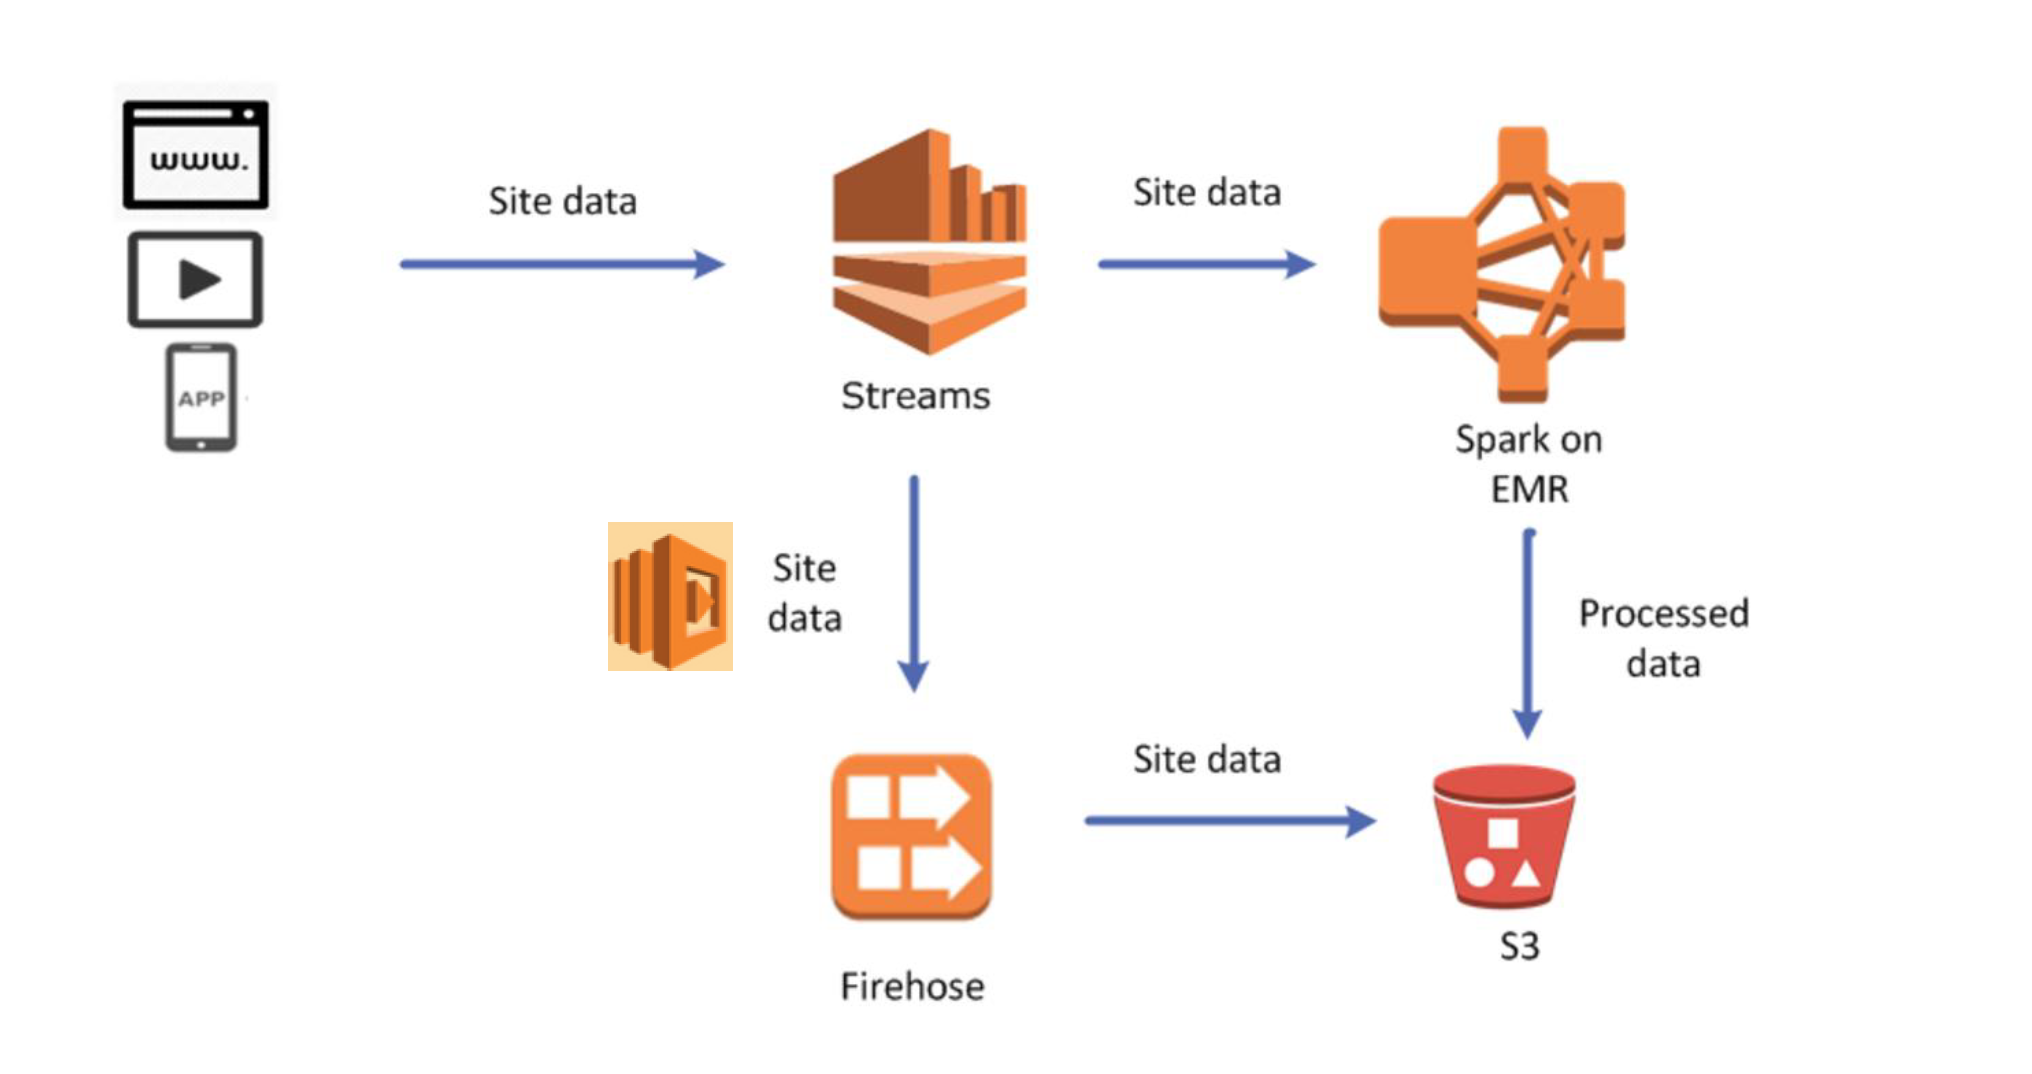 www.
APP
Site data
Streams
Site data
Spark on
EMR
Site
data
Processed
data
Firehose
Site data
S3